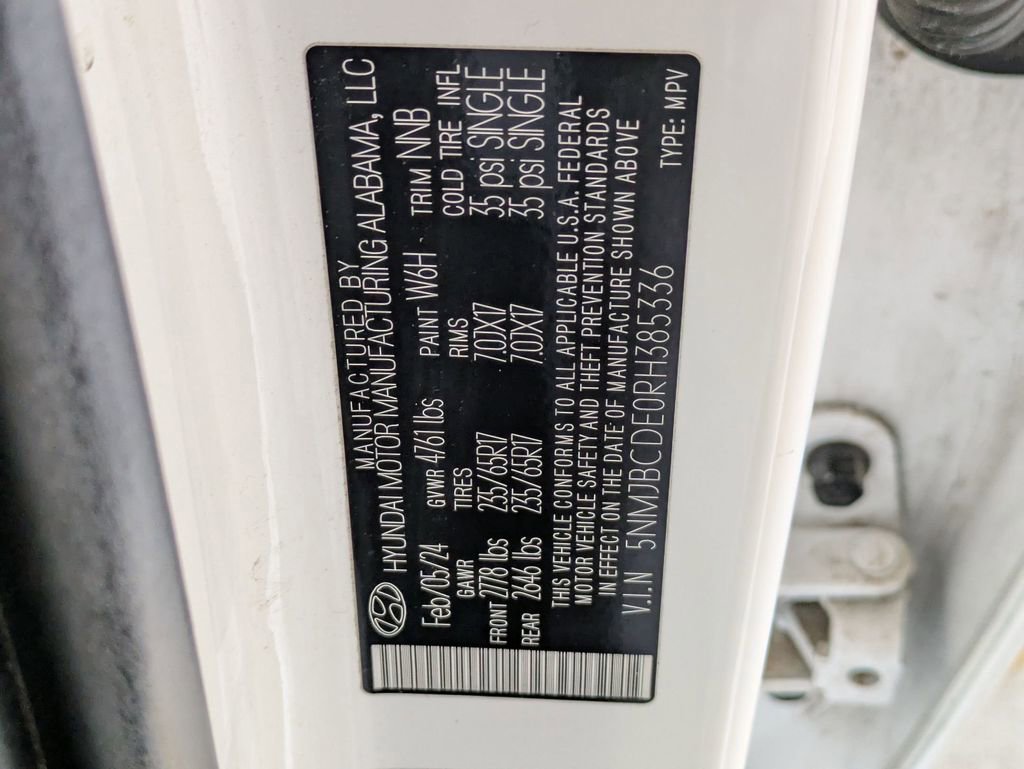 MANUFACTURED BY
HYUNDAI MOTOR MANUFACTURING ALABAMA, LLC
Feb/05/24 GVWR 4761 lbs PAINT W6H TRIM NNB
GAWR TIRES RIMS COLD TIRE INFL
FRONT 2778 lbs 235/65R17 7.0JX17 35 psi SINGLE
REAR 2646 lbs 235/65R17 7.0JX17 35 psi SINGLE
THIS VEHICLE CONFORMS TO ALL APPLICABLE U.S.A. FEDERAL
MOTOR VEHICLE SAFETY AND THEFT PREVENTION STANDARDS
IN EFFECT ON THE DATE OF MANUFACTURE SHOWN ABOVE
V.I.N 5NMJBCDE0RH385336 TYPE: MPV